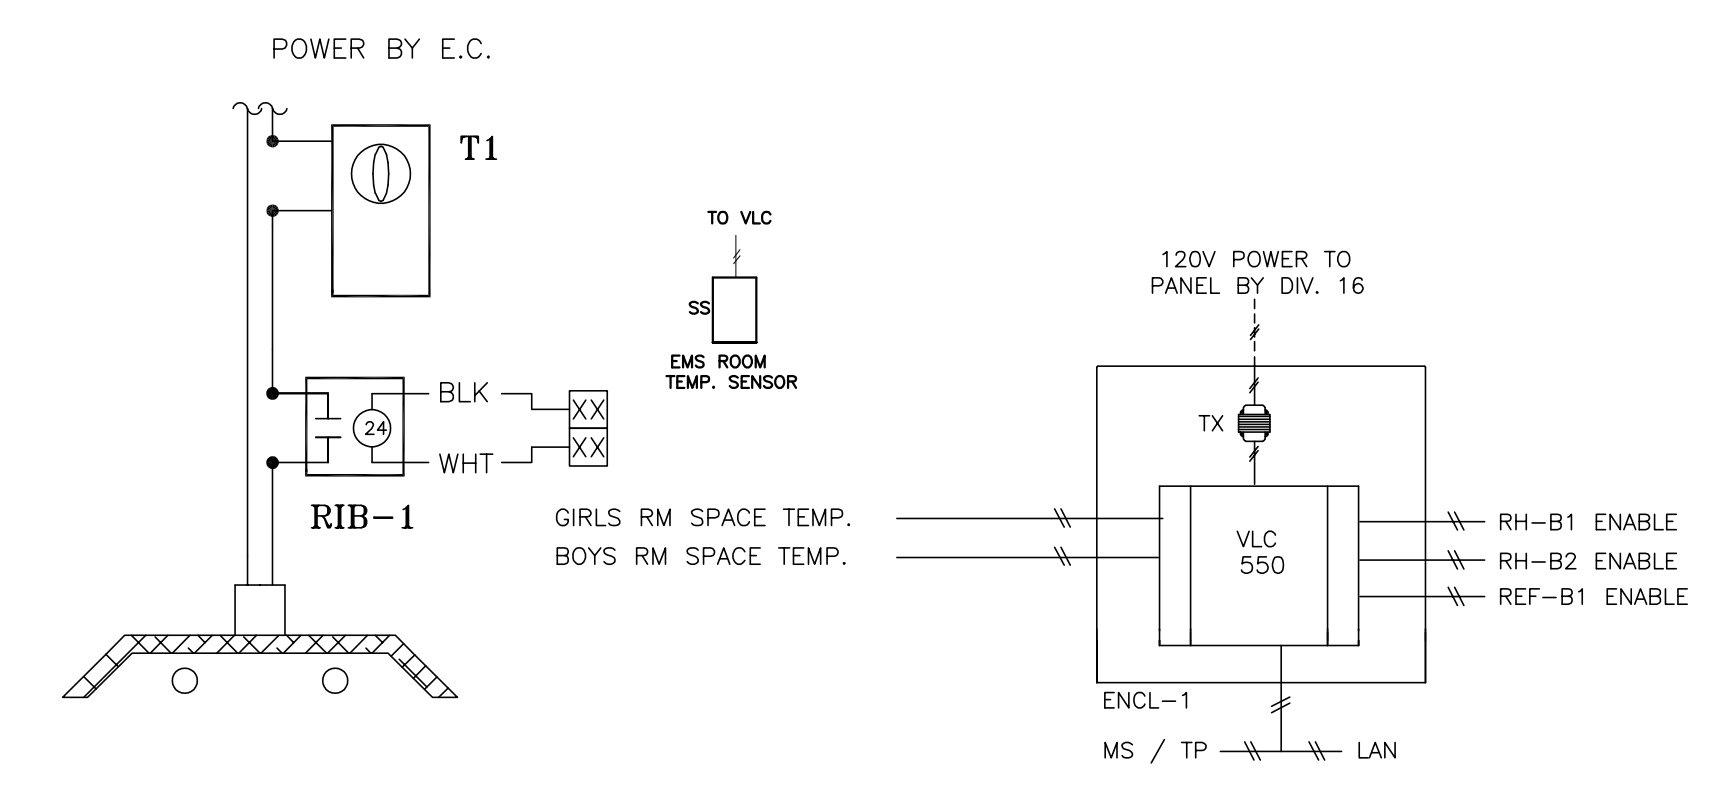 POWER BY E.C.
T1
TO VLC
SS
EMS ROOM
TEMP. SENSOR
BLK
XX
24
WHT
XX
RIB-1
120V POWER TO
PANEL BY DIV. 16
TX
GIRLS RM SPACE TEMP.
BOYS RM SPACE TEMP.
VLC
550
RH-B1 ENABLE
RH-B2 ENABLE
REF-B1 ENABLE
ENCL-1
MS / TP
LAN